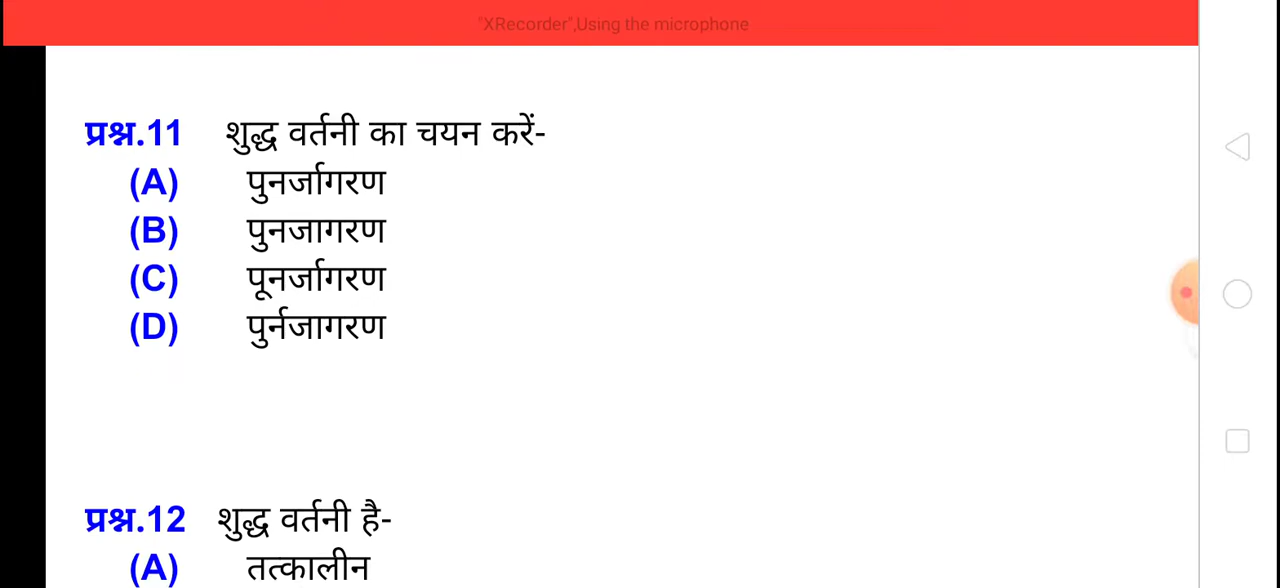 "XRecorder",Using the microphone
प्रश्न.11 शुद्ध वर्तनी का चयन करें-
(A) पुनर्जागरण
(B) पुनजागरण
(C) पूनर्जागरण
(D) पुर्नजागरण
प्रश्न.12 शुद्ध वर्तनी है-
(A) तत्कालीन